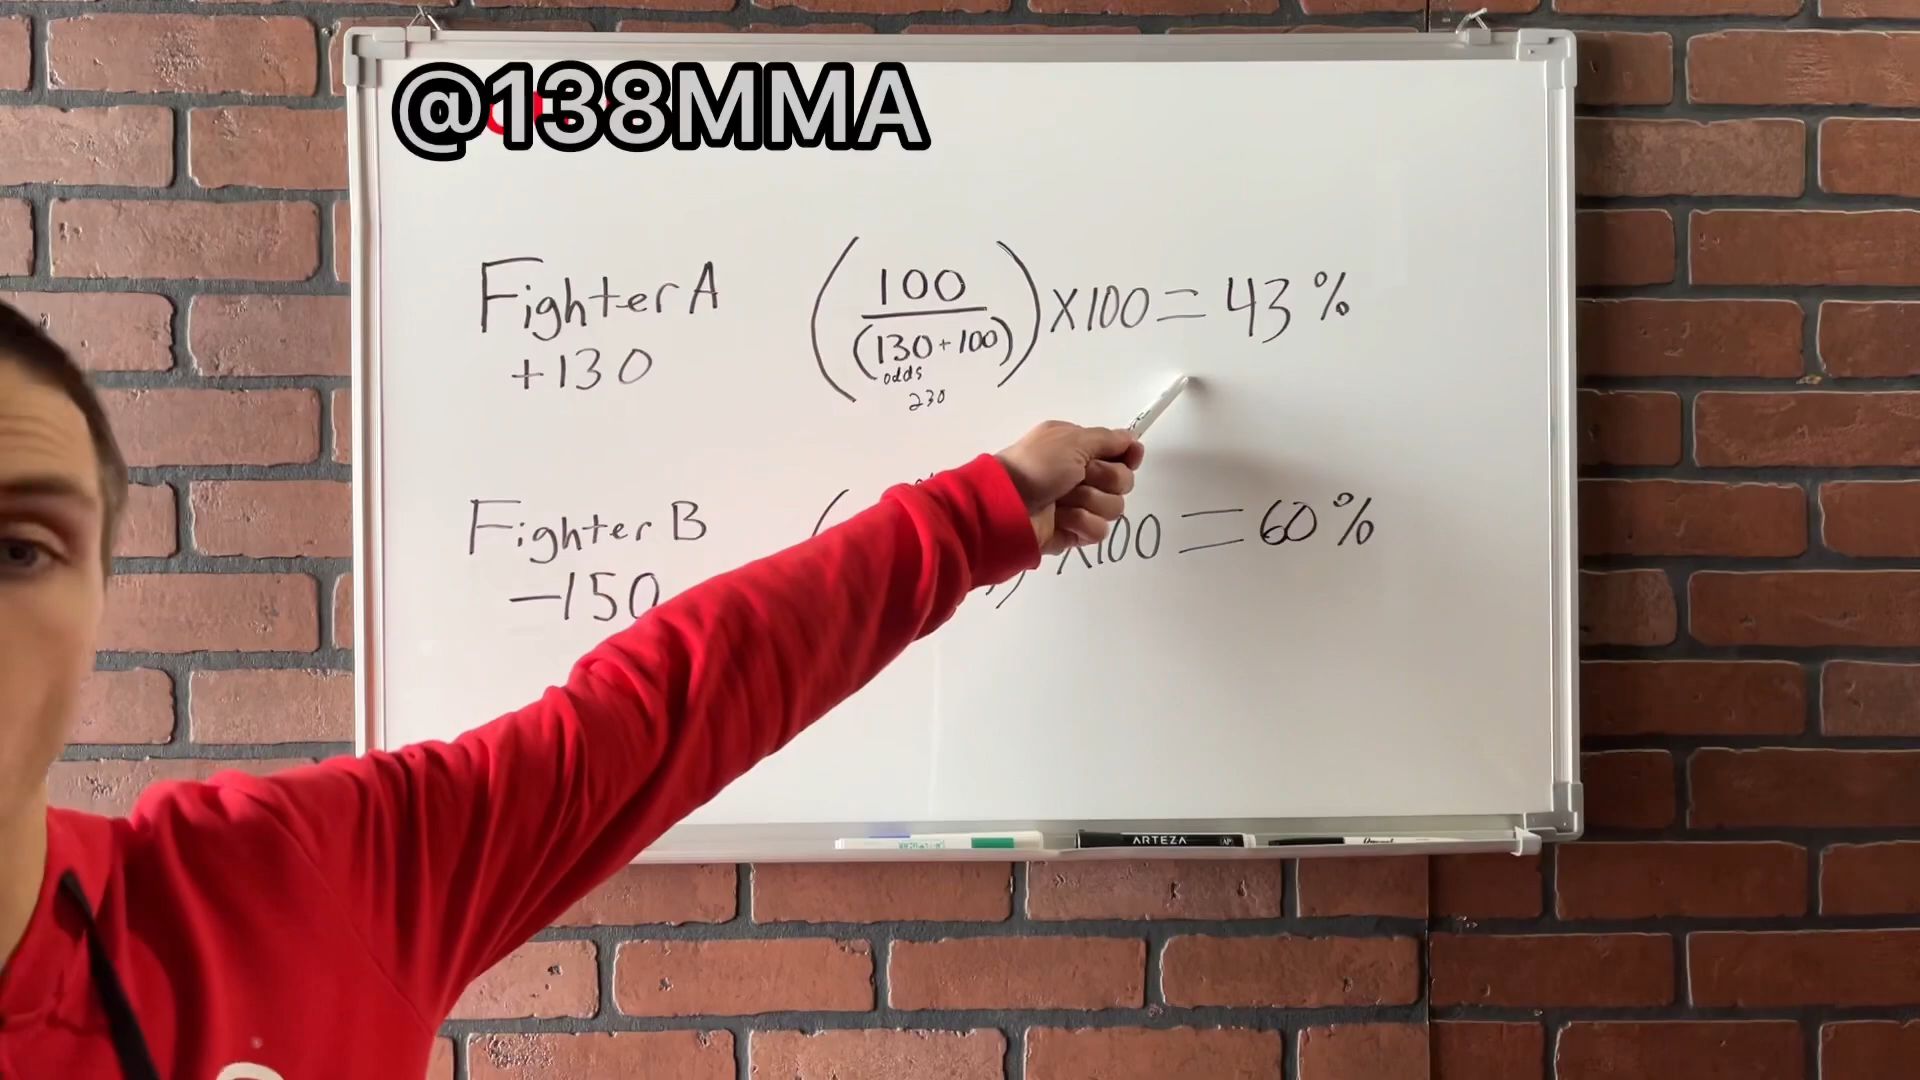 @138MMA
Fighter A
+130
( 100 / (130+100) ) X100 = 43%
odds
230
Fighter B
-150
X100 = 60%
ARTEZA